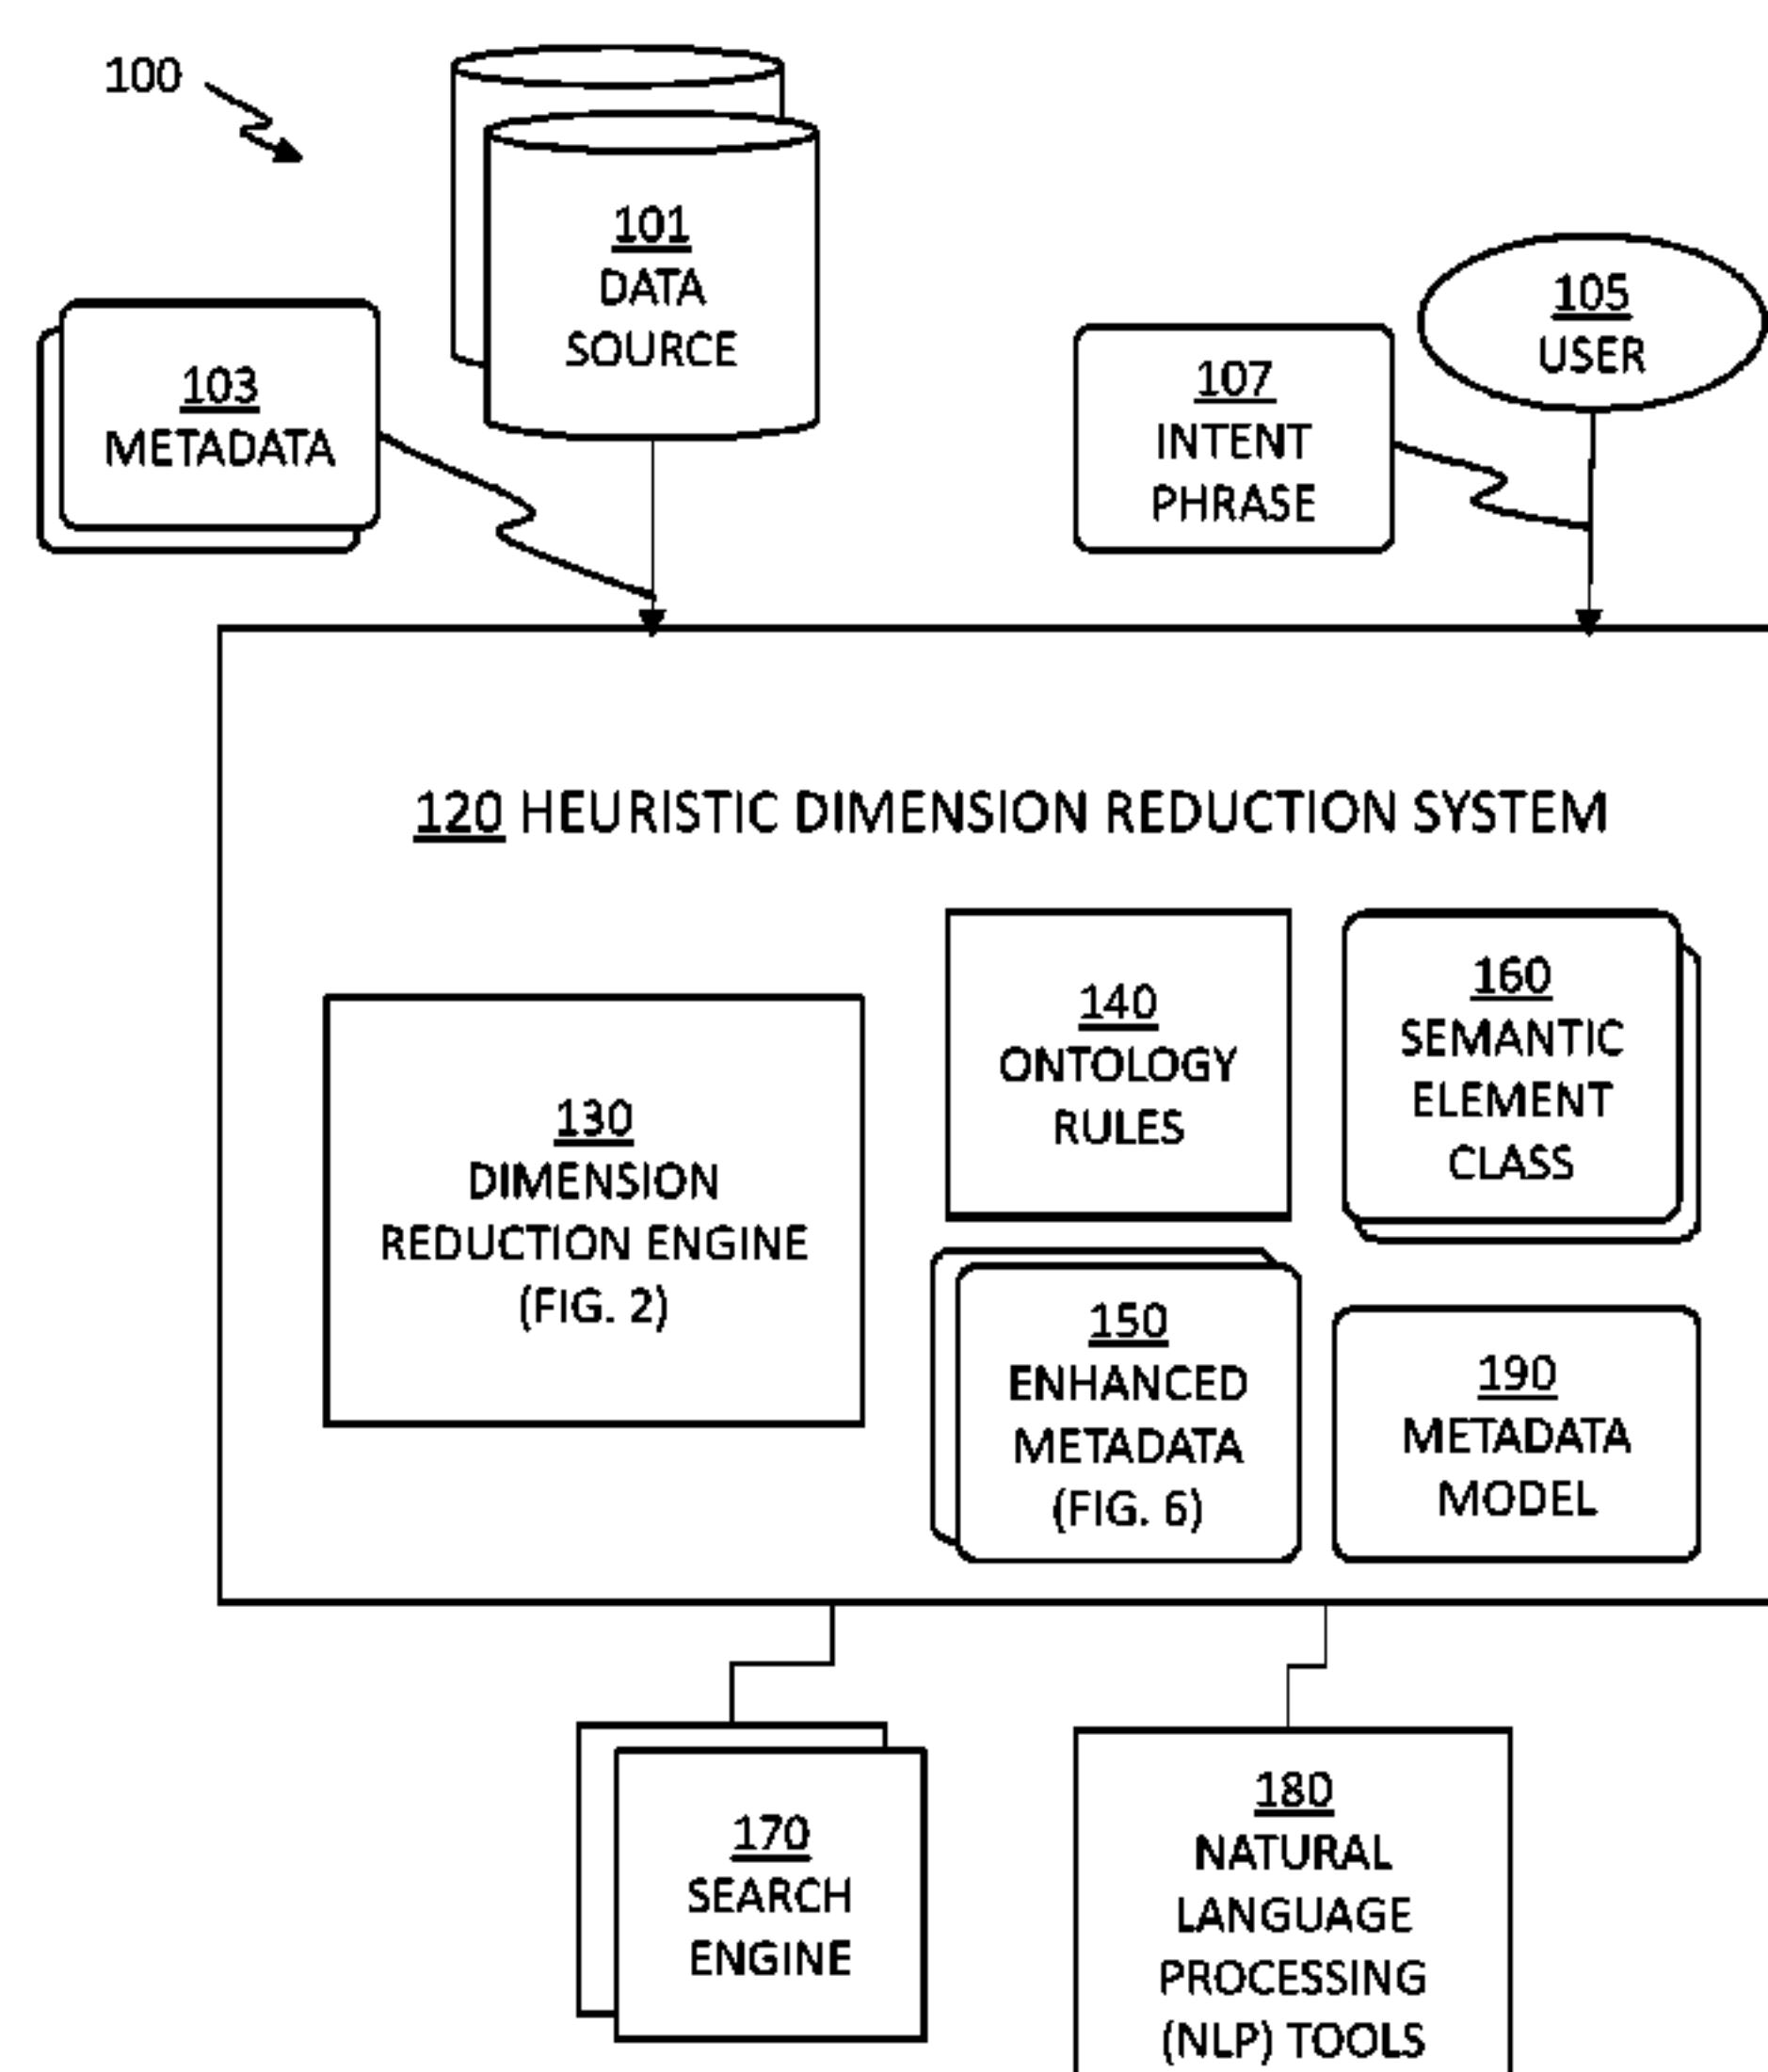 100
101
DATA
SOURCE
103
METADATA
105
USER
107
INTENT
PHRASE
120 HEURISTIC DIMENSION REDUCTION SYSTEM
130
DIMENSION
REDUCTION ENGINE
(FIG. 2)
140
ONTOLOGY
RULES
160
SEMANTIC
ELEMENT
CLASS
150
ENHANCED
METADATA
(FIG. 6)
190
METADATA
MODEL
170
SEARCH
ENGINE
180
NATURAL
LANGUAGE
PROCESSING
(NLP) TOOLS